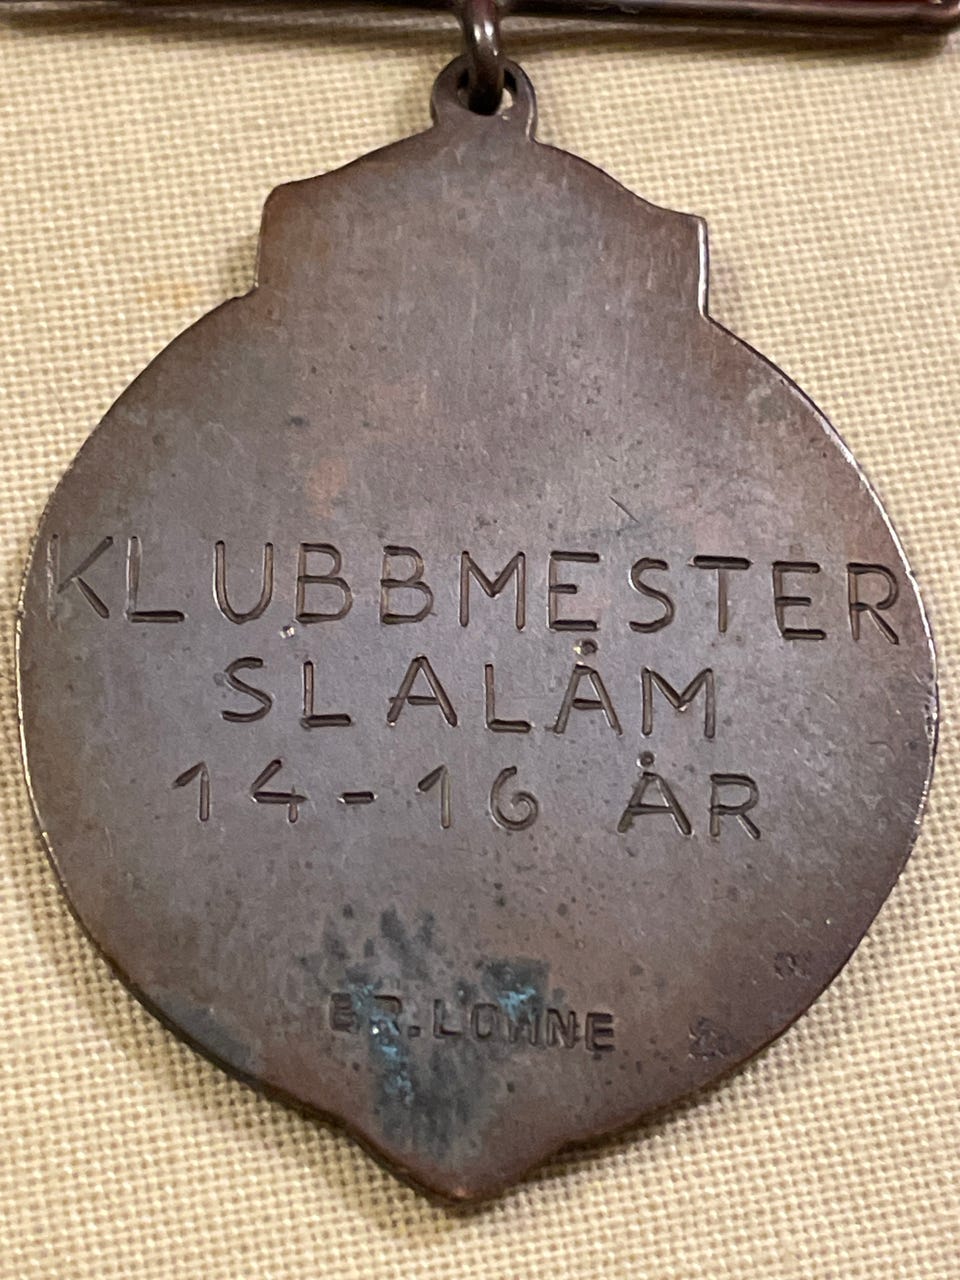 KLUBBMESTER
SLALÅM
14-16 ÅR
BR. LOHNE